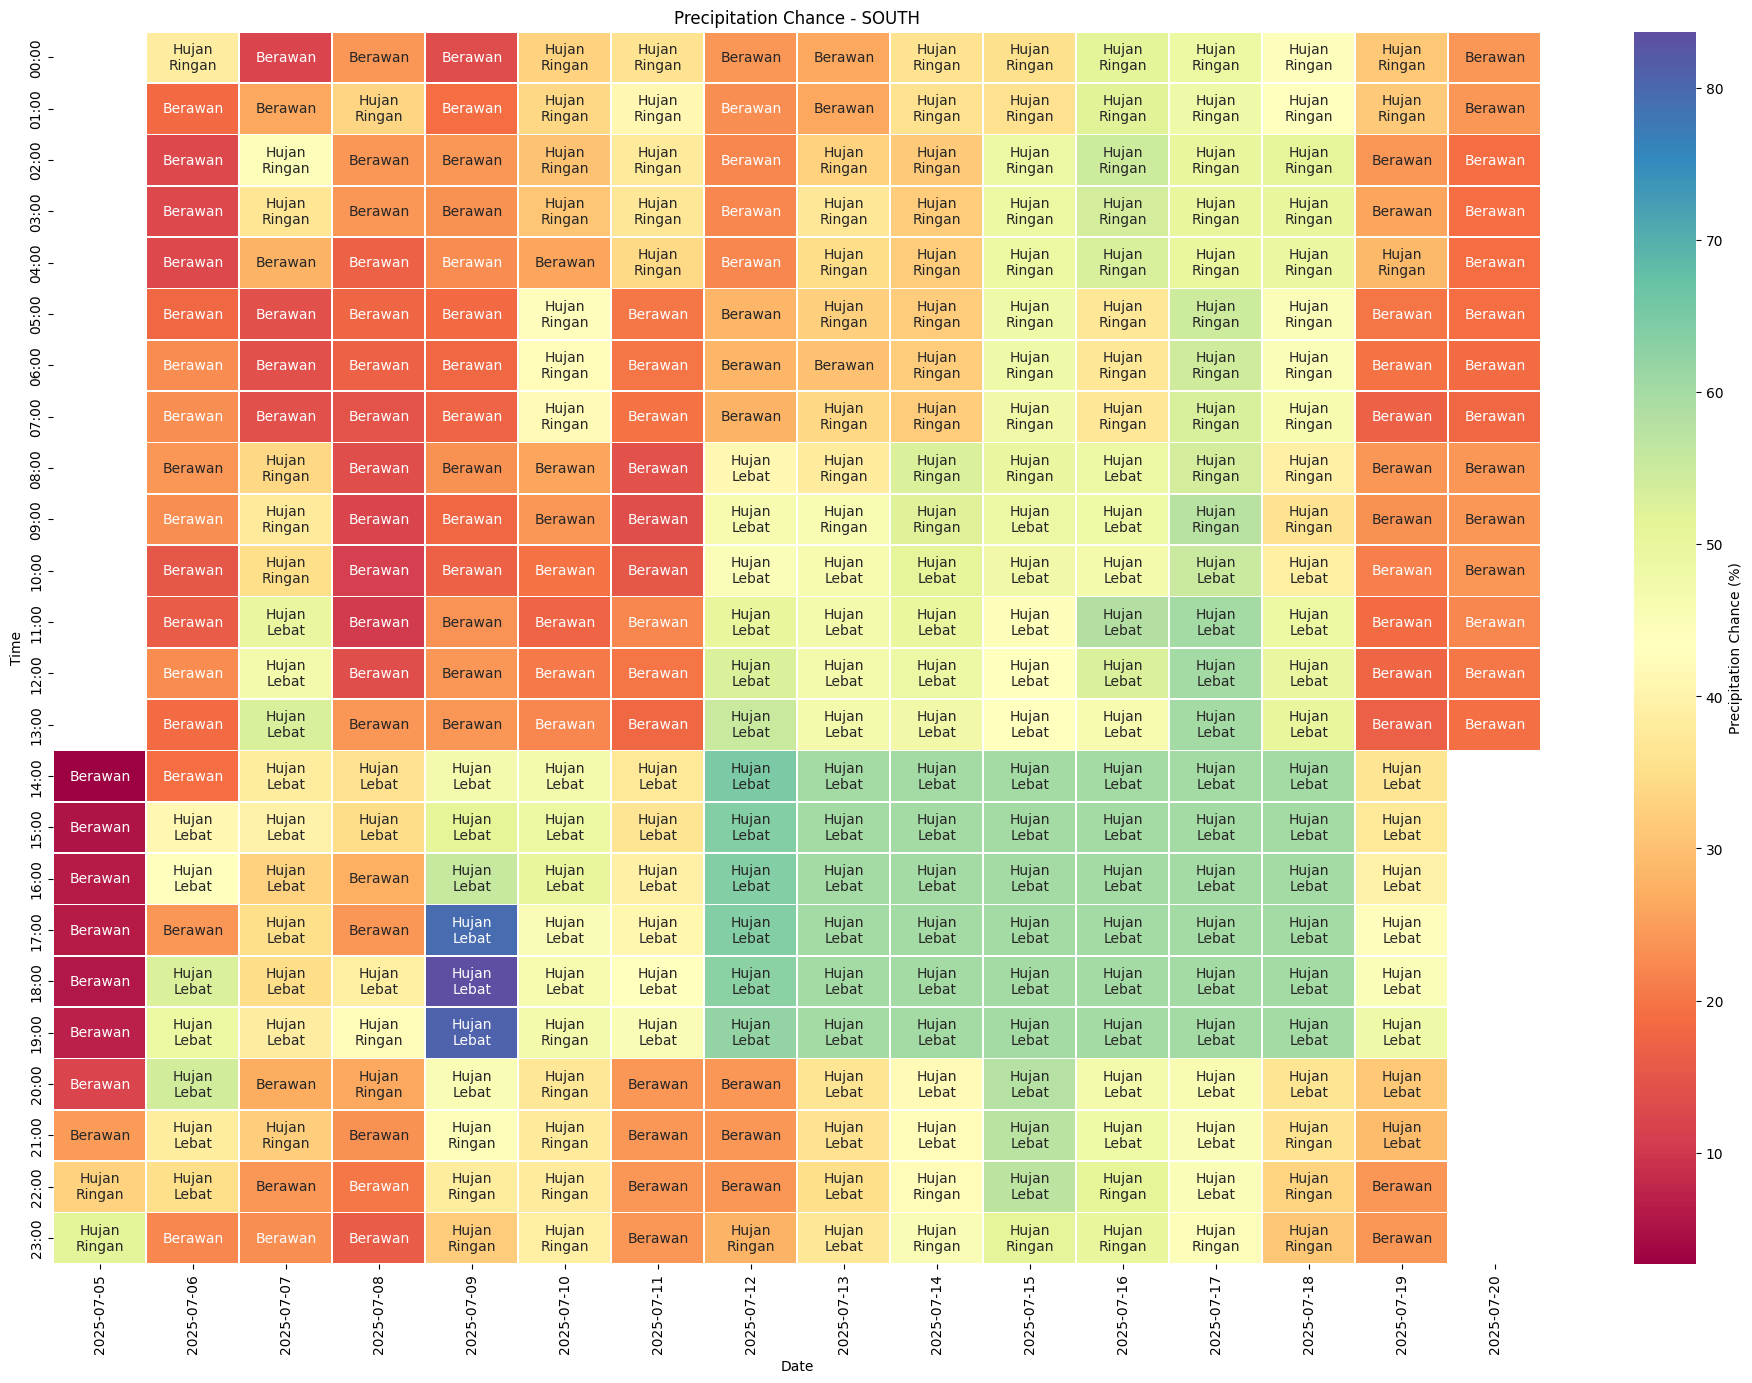 Precipitation Chance - SOUTH
00:00 Hujan Ringan Berawan Berawan Berawan Hujan Ringan Hujan Ringan Berawan Berawan Hujan Ringan Hujan Ringan Hujan Ringan Hujan Ringan Hujan Ringan Hujan Ringan Berawan
01:00 Berawan Berawan Hujan Ringan Berawan Hujan Ringan Hujan Ringan Berawan Berawan Hujan Ringan Hujan Ringan Hujan Ringan Hujan Ringan Hujan Ringan Hujan Ringan Berawan
02:00 Berawan Hujan Ringan Berawan Berawan Hujan Ringan Hujan Ringan Berawan Hujan Ringan Hujan Ringan Hujan Ringan Hujan Ringan Hujan Ringan Hujan Ringan Berawan Berawan
03:00 Berawan Hujan Ringan Berawan Berawan Hujan Ringan Hujan Ringan Berawan Hujan Ringan Hujan Ringan Hujan Ringan Hujan Ringan Hujan Ringan Hujan Ringan Berawan Berawan
04:00 Berawan Berawan Berawan Berawan Berawan Hujan Ringan Berawan Hujan Ringan Hujan Ringan Hujan Ringan Hujan Ringan Hujan Ringan Hujan Ringan Hujan Ringan Berawan
05:00 Berawan Berawan Berawan Berawan Hujan Ringan Berawan Berawan Hujan Ringan Hujan Ringan Hujan Ringan Hujan Ringan Hujan Ringan Hujan Ringan Berawan Berawan
06:00 Berawan Berawan Berawan Berawan Hujan Ringan Berawan Berawan Berawan Hujan Ringan Hujan Ringan Hujan Ringan Hujan Ringan Hujan Ringan Berawan Berawan
07:00 Berawan Berawan Berawan Berawan Hujan Ringan Berawan Berawan Hujan Ringan Hujan Ringan Hujan Ringan Hujan Ringan Hujan Ringan Hujan Ringan Berawan Berawan
08:00 Berawan Hujan Ringan Berawan Berawan Berawan Berawan Hujan Lebat Hujan Ringan Hujan Ringan Hujan Ringan Hujan Lebat Hujan Ringan Hujan Ringan Berawan Berawan
09:00 Berawan Hujan Ringan Berawan Berawan Berawan Berawan Hujan Lebat Hujan Ringan Hujan Ringan Hujan Lebat Hujan Lebat Hujan Ringan Hujan Ringan Berawan Berawan
10:00 Berawan Hujan Ringan Berawan Berawan Berawan Berawan Hujan Lebat Hujan Lebat Hujan Lebat Hujan Lebat Hujan Lebat Hujan Lebat Hujan Lebat Berawan Berawan
11:00 Berawan Hujan Lebat Berawan Berawan Berawan Berawan Hujan Lebat Hujan Lebat Hujan Lebat Hujan Lebat Hujan Lebat Hujan Lebat Hujan Lebat Berawan Berawan
12:00 Berawan Hujan Lebat Berawan Berawan Berawan Berawan Hujan Lebat Hujan Lebat Hujan Lebat Hujan Lebat Hujan Lebat Hujan Lebat Hujan Lebat Berawan Berawan
13:00 Berawan Hujan Lebat Berawan Berawan Berawan Berawan Hujan Lebat Hujan Lebat Hujan Lebat Hujan Lebat Hujan Lebat Hujan Lebat Hujan Lebat Berawan Berawan
14:00 Berawan Berawan Hujan Lebat Hujan Lebat Hujan Lebat Hujan Lebat Hujan Lebat Hujan Lebat Hujan Lebat Hujan Lebat Hujan Lebat Hujan Lebat Hujan Lebat Hujan Lebat Hujan Lebat
15:00 Berawan Hujan Lebat Hujan Lebat Hujan Lebat Hujan Lebat Hujan Lebat Hujan Lebat Hujan Lebat Hujan Lebat Hujan Lebat Hujan Lebat Hujan Lebat Hujan Lebat Hujan Lebat Hujan Lebat
16:00 Berawan Hujan Lebat Hujan Lebat Berawan Hujan Lebat Hujan Lebat Hujan Lebat Hujan Lebat Hujan Lebat Hujan Lebat Hujan Lebat Hujan Lebat Hujan Lebat Hujan Lebat Hujan Lebat
17:00 Berawan Berawan Hujan Lebat Berawan Hujan Lebat Hujan Lebat Hujan Lebat Hujan Lebat Hujan Lebat Hujan Lebat Hujan Lebat Hujan Lebat Hujan Lebat Hujan Lebat Hujan Lebat
18:00 Berawan Hujan Lebat Hujan Lebat Hujan Lebat Hujan Lebat Hujan Ringan Hujan Lebat Hujan Lebat Hujan Lebat Hujan Lebat Hujan Lebat Hujan Lebat Hujan Lebat Hujan Lebat Hujan Lebat
19:00 Berawan Hujan Lebat Hujan Lebat Hujan Ringan Hujan Lebat Hujan Ringan Hujan Lebat Hujan Lebat Hujan Lebat Hujan Lebat Hujan Lebat Hujan Lebat Hujan Lebat Hujan Lebat Hujan Lebat
20:00 Berawan Hujan Lebat Berawan Hujan Ringan Hujan Lebat Hujan Ringan Berawan Berawan Hujan Lebat Hujan Lebat Hujan Lebat Hujan Lebat Hujan Lebat Hujan Lebat Hujan Lebat
21:00 Berawan Hujan Lebat Hujan Ringan Berawan Hujan Ringan Hujan Ringan Berawan Berawan Hujan Lebat Hujan Lebat Hujan Lebat Hujan Lebat Hujan Lebat Hujan Ringan Hujan Lebat
22:00 Hujan Ringan Hujan Lebat Berawan Berawan Hujan Ringan Hujan Ringan Berawan Berawan Hujan Lebat Hujan Ringan Hujan Lebat Hujan Ringan Hujan Lebat Hujan Ringan Berawan
23:00 Hujan Ringan Berawan Berawan Berawan Hujan Ringan Hujan Ringan Berawan Hujan Ringan Hujan Lebat Hujan Ringan Hujan Ringan Hujan Ringan Hujan Ringan Hujan Ringan Berawan
Time
2025-07-05 2025-07-06 2025-07-07 2025-07-08 2025-07-09 2025-07-10 2025-07-11 2025-07-12 2025-07-13 2025-07-14 2025-07-15 2025-07-16 2025-07-17 2025-07-18 2025-07-19 2025-07-20
Date
80
70
60
50
40
30
20
10
Precipitation Chance (%)